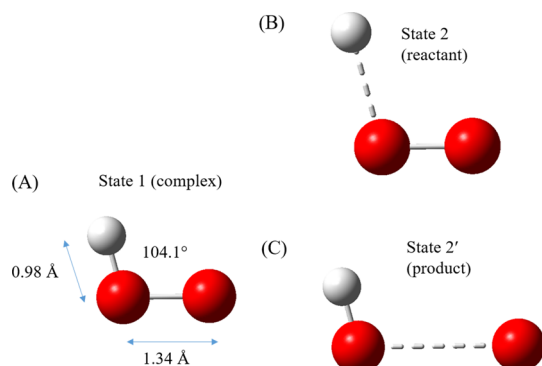 (B)
State 2
(reactant)
(A)
State 1 (complex)
104.1°
0.98 Å
1.34 Å
(C)
State 2′
(product)